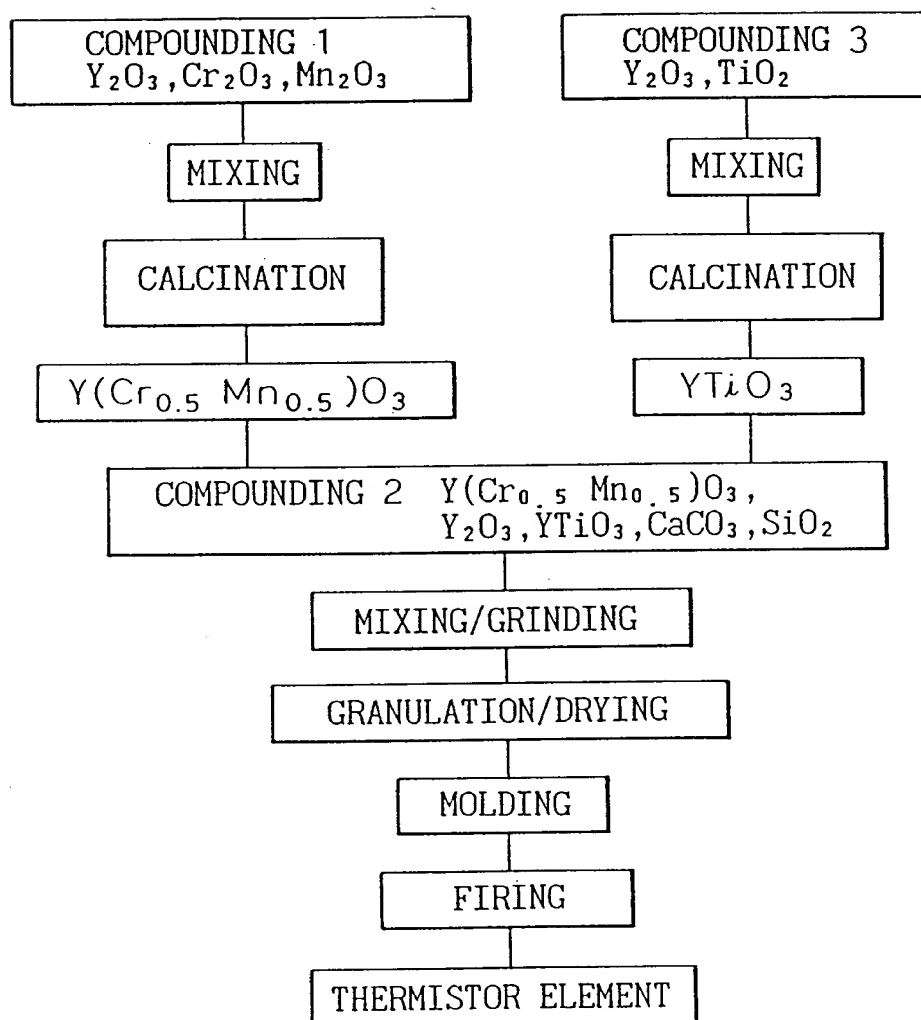 COMPOUNDING 1
Y₂O₃,Cr₂O₃,Mn₂O₃
MIXING
CALCINATION
Y(Cr₀.₅ Mn₀.₅)O₃
COMPOUNDING 3
Y₂O₃,TiO₂
MIXING
CALCINATION
YTiO₃
COMPOUNDING 2 Y(Cr₀.₅ Mn₀.₅)O₃,
Y₂O₃,YTiO₃,CaCO₃,SiO₂
MIXING/GRINDING
GRANULATION/DRYING
MOLDING
FIRING
THERMISTOR ELEMENT